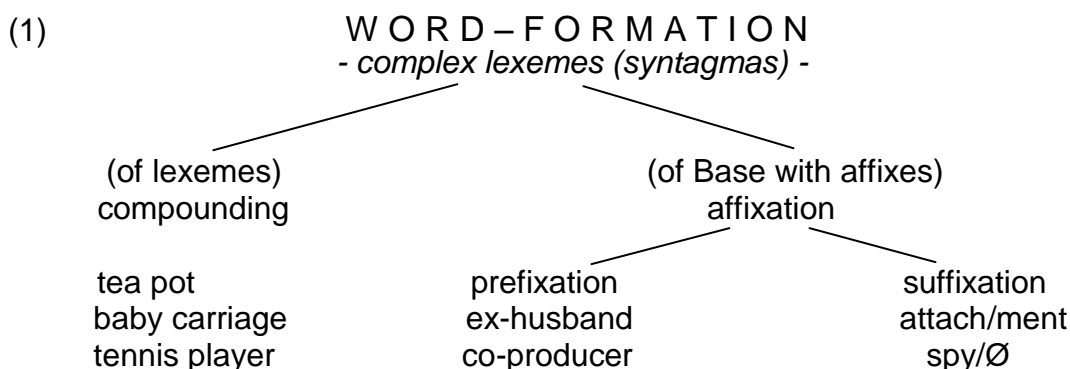 (1) W O R D – F O R M A T I O N
- complex lexemes (syntagmas) -
(of lexemes) (of Base with affixes)
compounding affixation
tea pot prefixation suffixation
baby carriage ex-husband attach/ment
tennis player co-producer spy/Ø